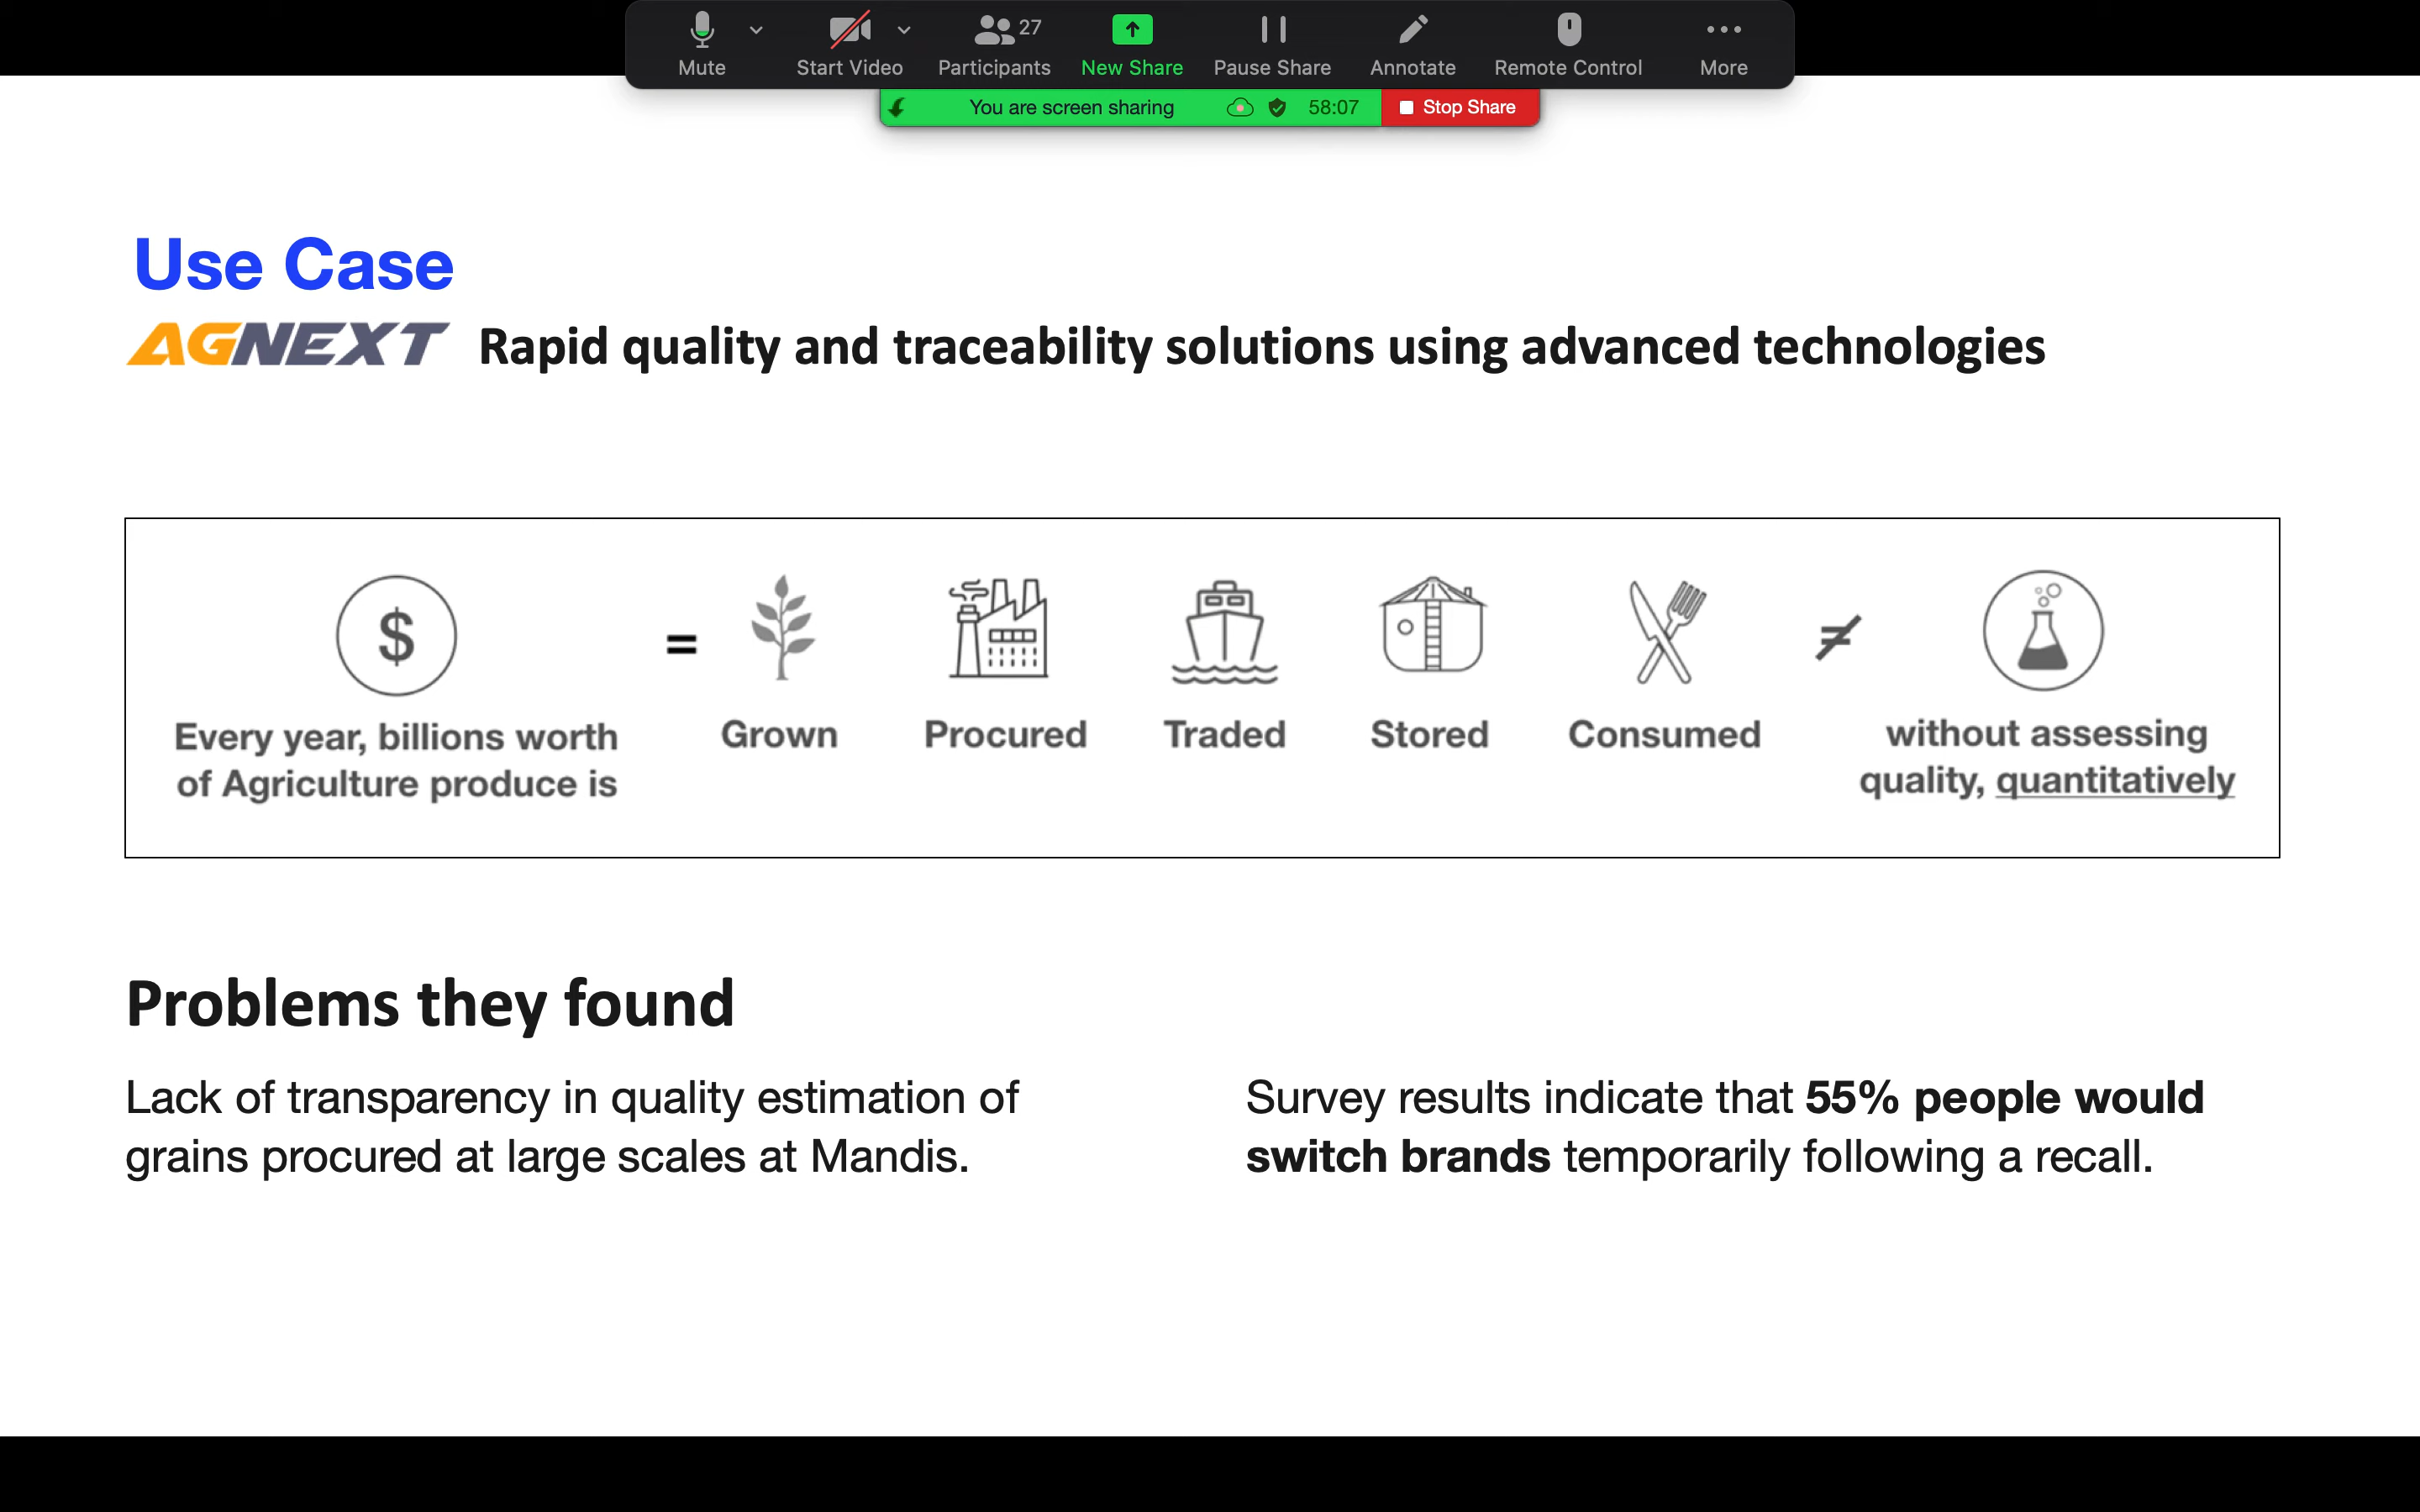 27
Mute
Start Video
Participants
New Share
Pause Share
Annotate
Remote Control
More
You are screen sharing
58:07
Stop Share
Use Case
AGNEXT Rapid quality and traceability solutions using advanced technologies
$
=
≠
Every year, billions worth
of Agriculture produce is
Grown
Procured
Traded
Stored
Consumed
without assessing
quality, quantitatively
Problems they found
Lack of transparency in quality estimation of
grains procured at large scales at Mandis.
Survey results indicate that 55% people would
switch brands temporarily following a recall.